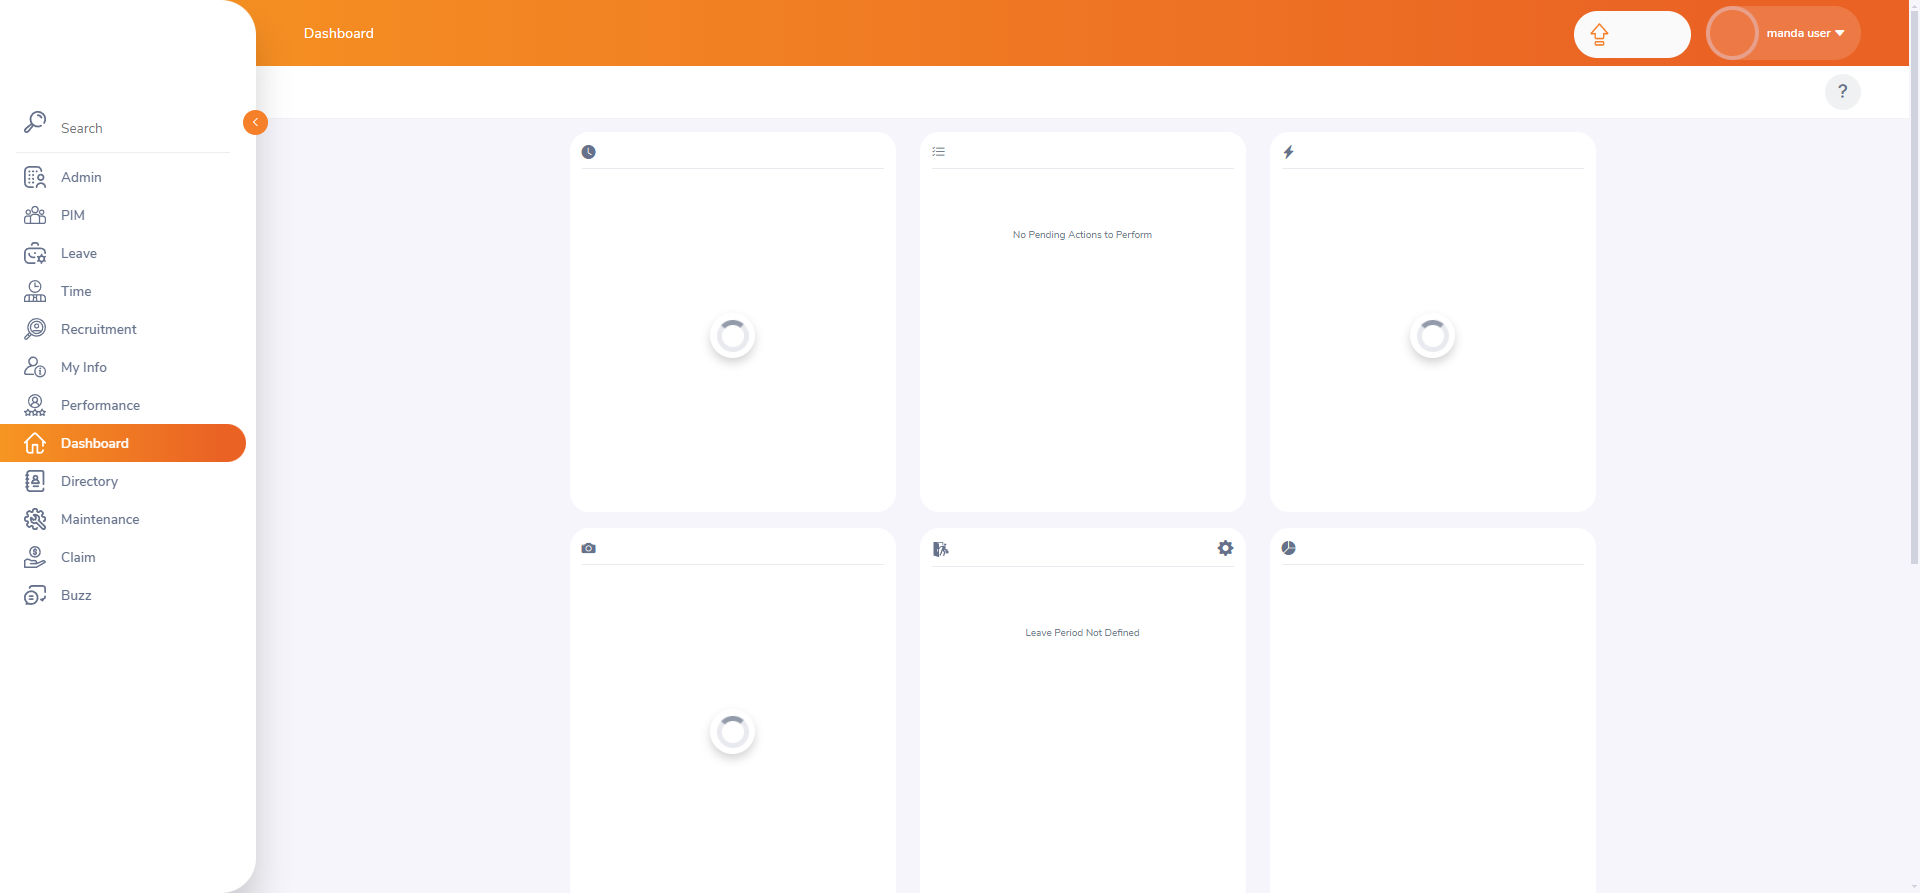 Dashboard
manda user
?
Search
Admin
PIM
Leave
Time
Recruitment
My Info
Performance
Dashboard
Directory
Maintenance
Claim
Buzz
No Pending Actions to Perform
Leave Period Not Defined